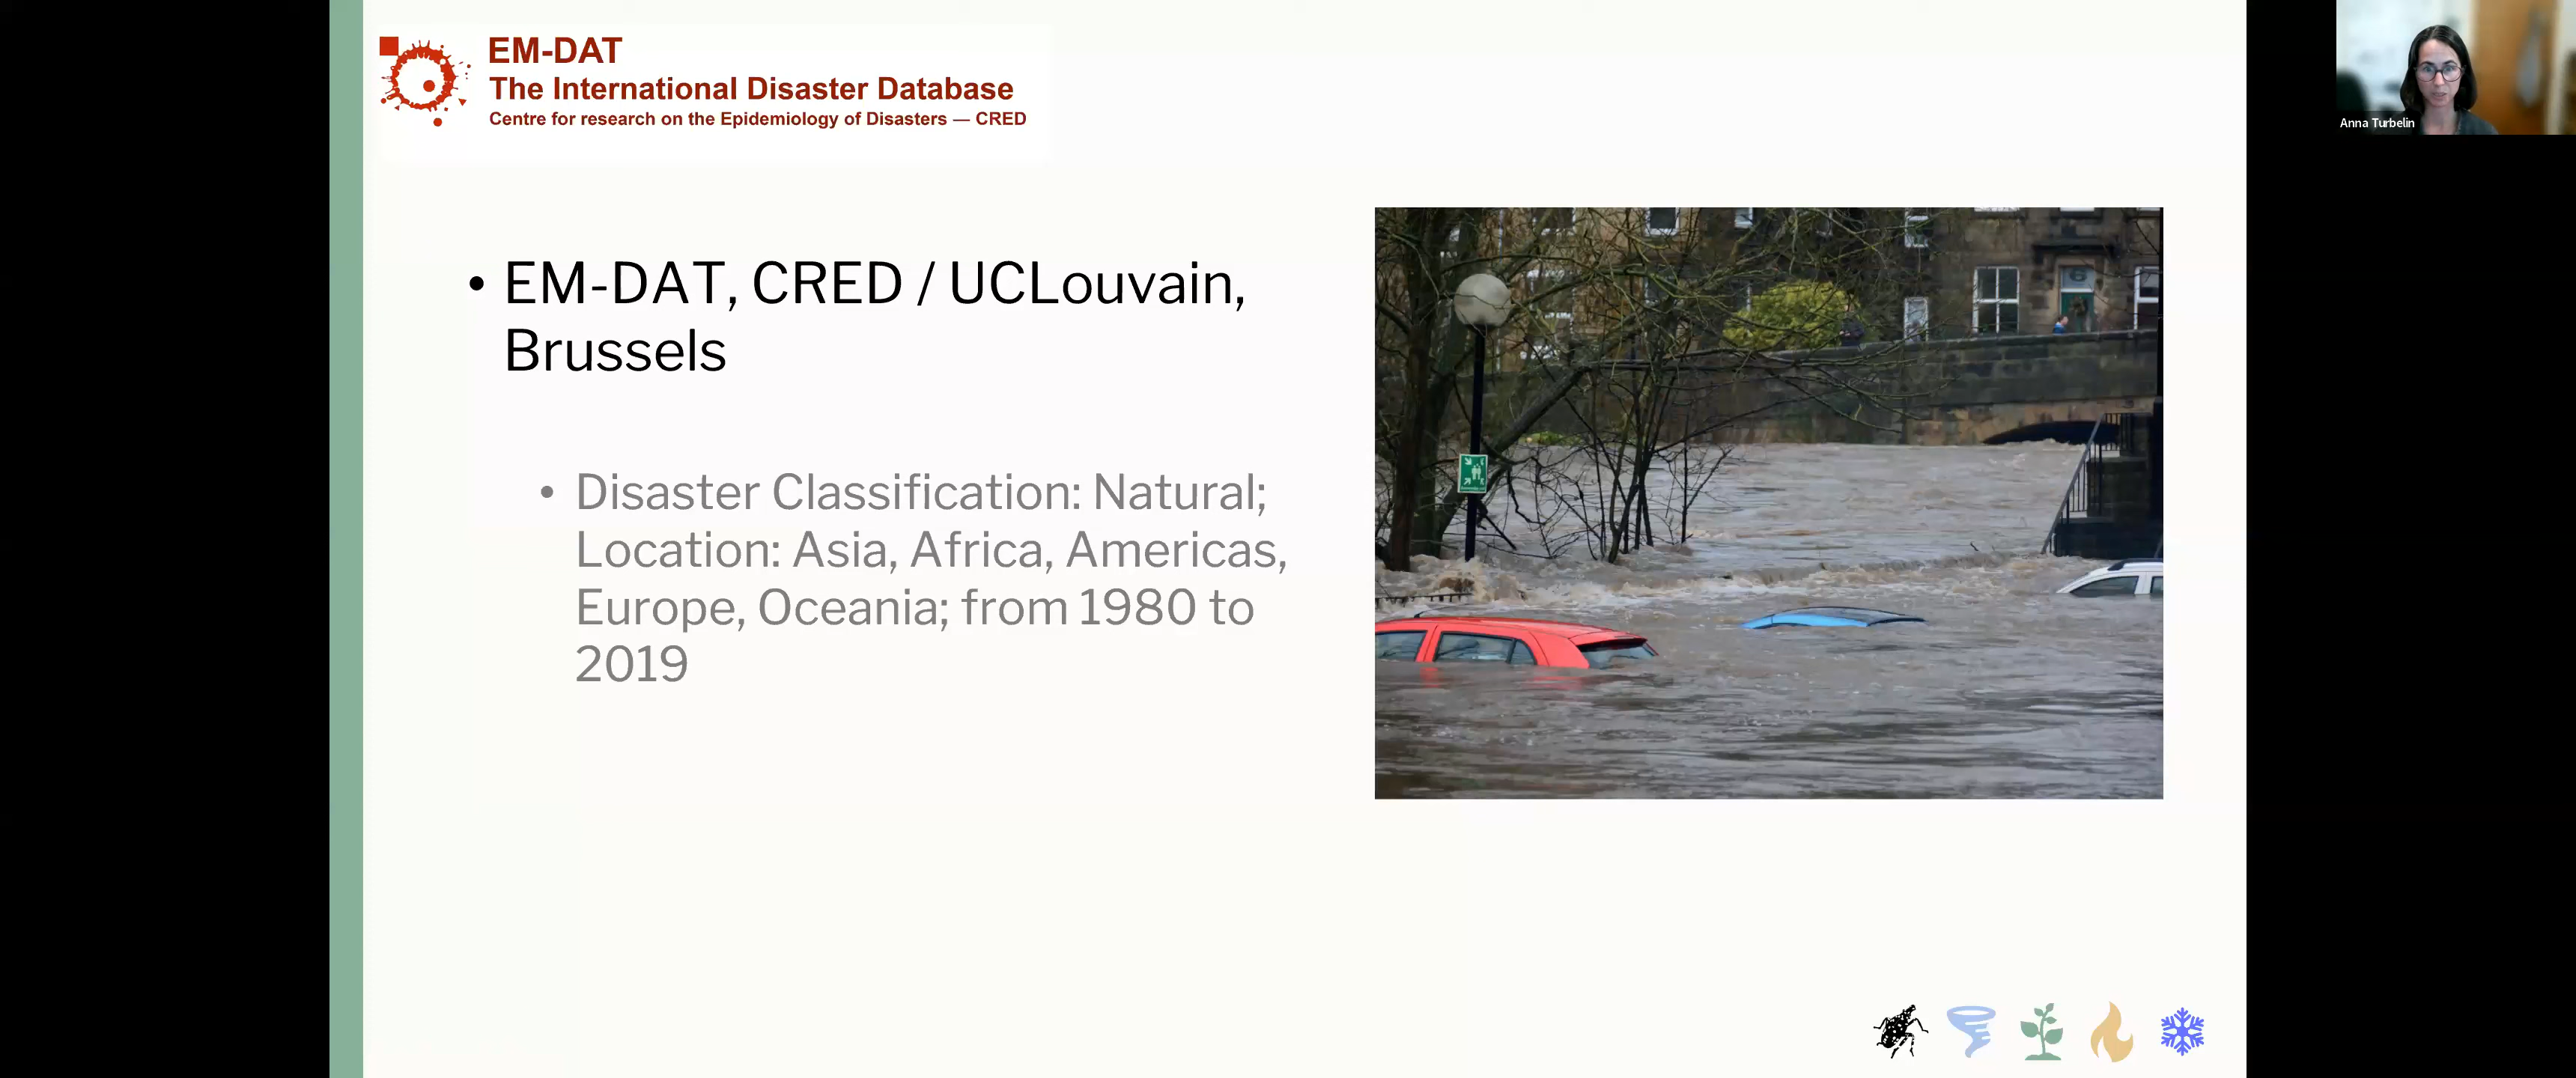 EM-DAT
The International Disaster Database
Centre for research on the Epidemiology of Disasters — CRED
• EM-DAT, CRED / UCLouvain,
Brussels
• Disaster Classification: Natural;
Location: Asia, Africa, Americas,
Europe, Oceania; from 1980 to
2019
Anna Turbelin